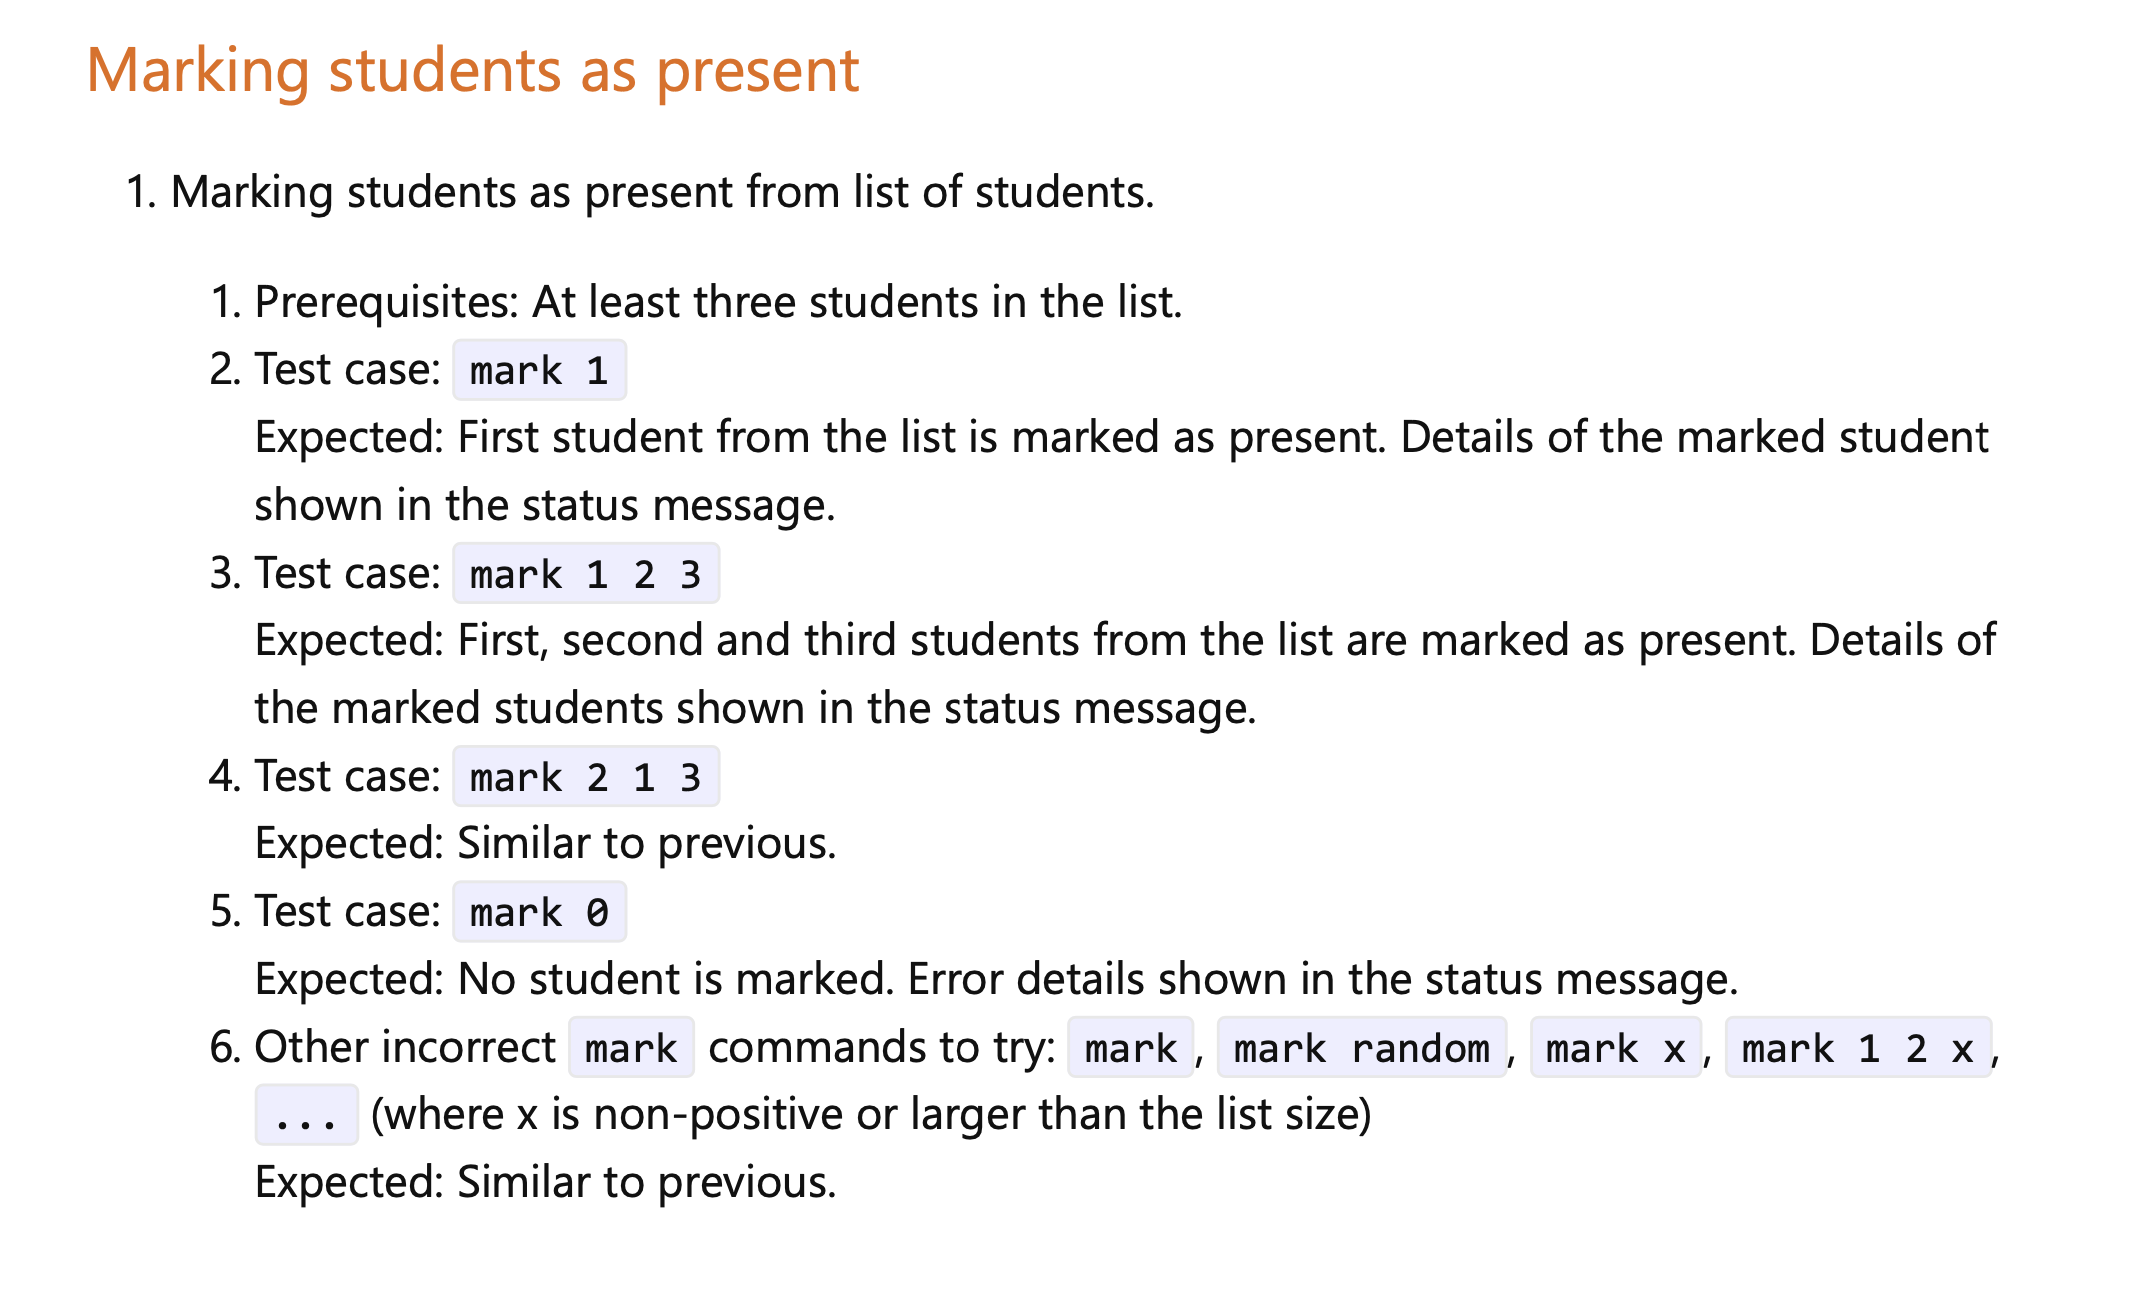 Marking students as present
1. Marking students as present from list of students.
1. Prerequisites: At least three students in the list.
2. Test case: mark 1
Expected: First student from the list is marked as present. Details of the marked student
shown in the status message.
3. Test case: mark 1 2 3
Expected: First, second and third students from the list are marked as present. Details of
the marked students shown in the status message.
4. Test case: mark 2 1 3
Expected: Similar to previous.
5. Test case: mark 0
Expected: No student is marked. Error details shown in the status message.
6. Other incorrect mark commands to try: mark, mark random, mark x, mark 1 2 x,
... (where x is non-positive or larger than the list size)
Expected: Similar to previous.